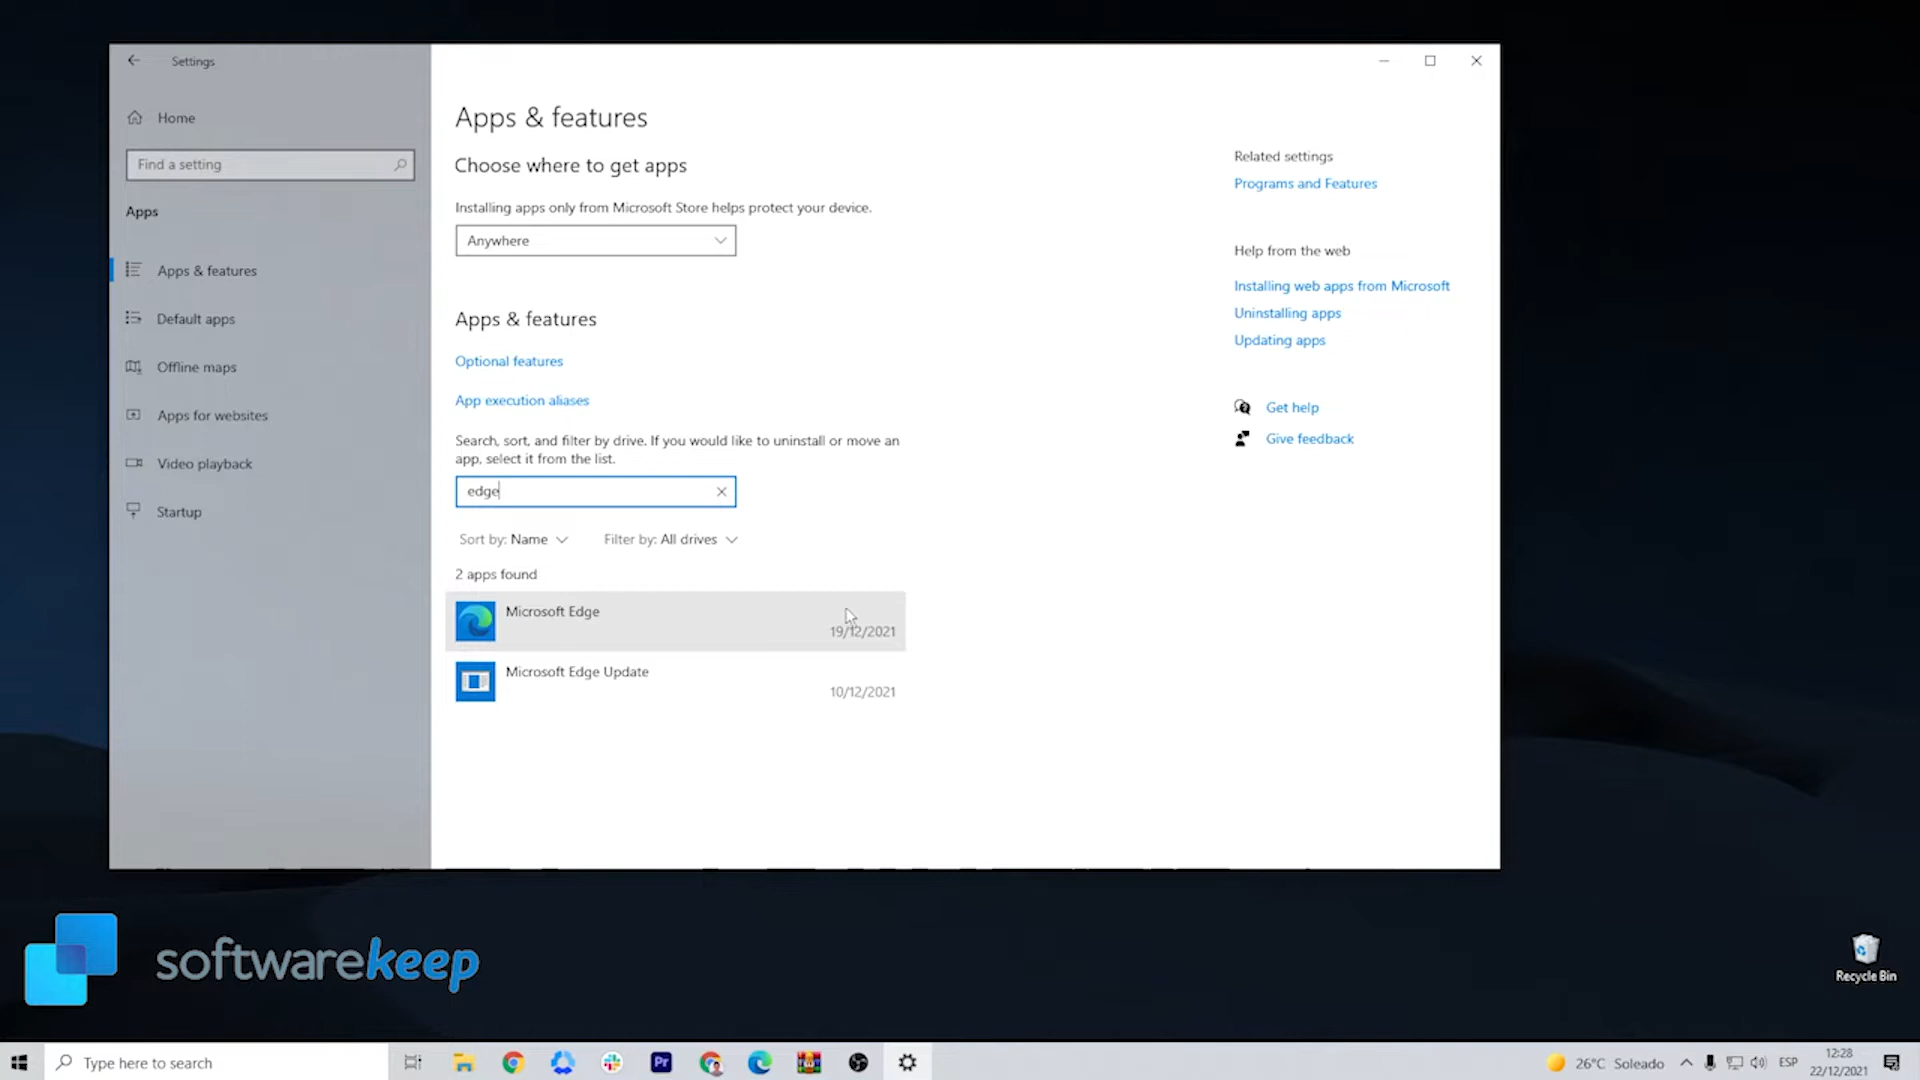 Settings
Home
Find a setting
Apps
Apps & features
Default apps
Offline maps
Apps for websites
Video playback
Startup
Apps & features
Choose where to get apps
Installing apps only from Microsoft Store helps protect your device.
Anywhere
Apps & features
Optional features
App execution aliases
Search, sort, and filter by drive. If you would like to uninstall or move an
app, select it from the list.
edge
Sort by: Name
Filter by: All drives
2 apps found
Microsoft Edge
19/12/2021
Microsoft Edge Update
10/12/2021
Related settings
Programs and Features
Help from the web
Installing web apps from Microsoft
Uninstalling apps
Updating apps
Get help
Give feedback
softwarekeep
Recycle Bin
Type here to search
Pr
26°C Soleado
ESP
12:28
22/12/2021